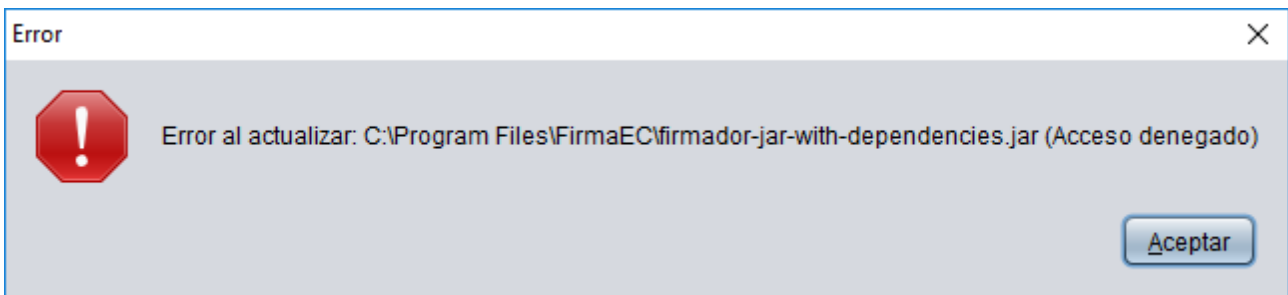 Error
Error al actualizar: C:\Program Files\FirmaEC\firmador-jar-with-dependencies.jar (Acceso denegado)
Aceptar